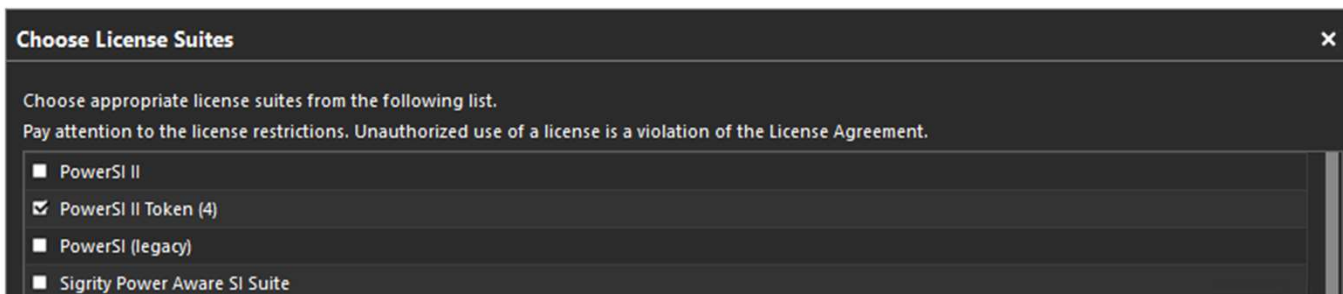 Choose License Suites
Choose appropriate license suites from the following list.
Pay attention to the license restrictions. Unauthorized use of a license is a violation of the License Agreement.
PowerSI II
PowerSI II Token (4)
PowerSI (legacy)
Sigrity Power Aware SI Suite